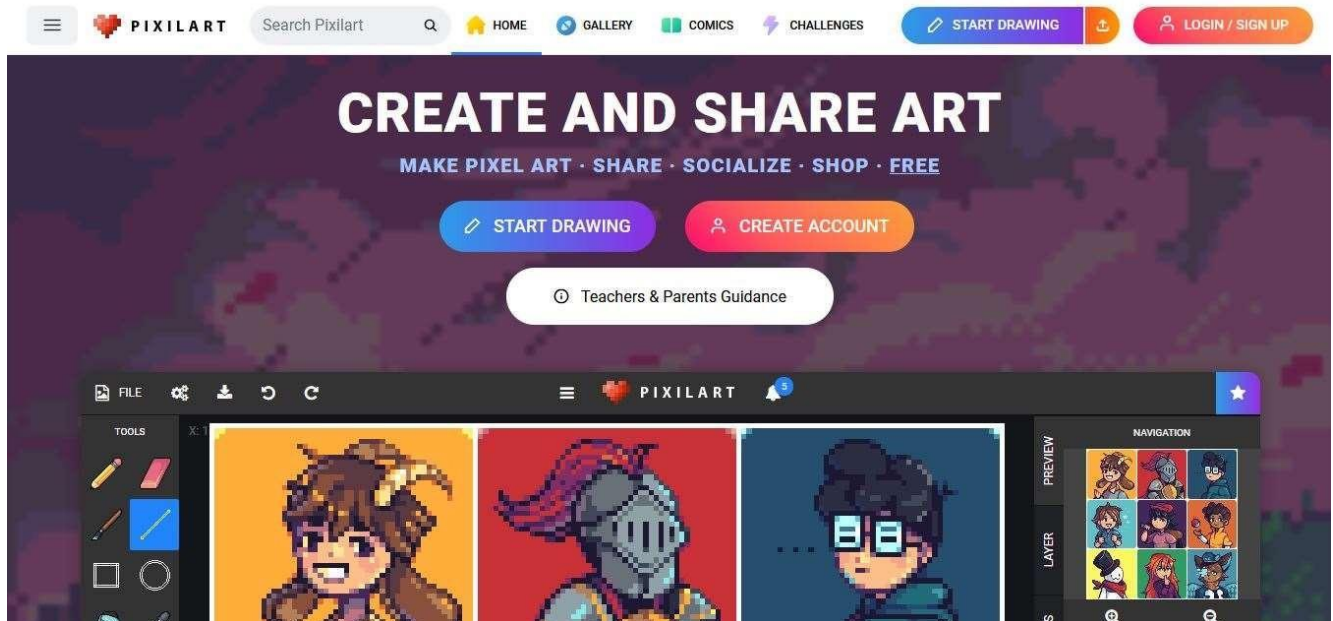 PIXILART Search Pixilart HOME GALLERY COMICS CHALLENGES START DRAWING LOGIN / SIGN UP
CREATE AND SHARE ART
MAKE PIXEL ART · SHARE · SOCIALIZE · SHOP · FREE
START DRAWING CREATE ACCOUNT
Teachers & Parents Guidance
FILE PIXILART 5
TOOLS X: 1 NAVIGATION
PREVIEW
LAYER